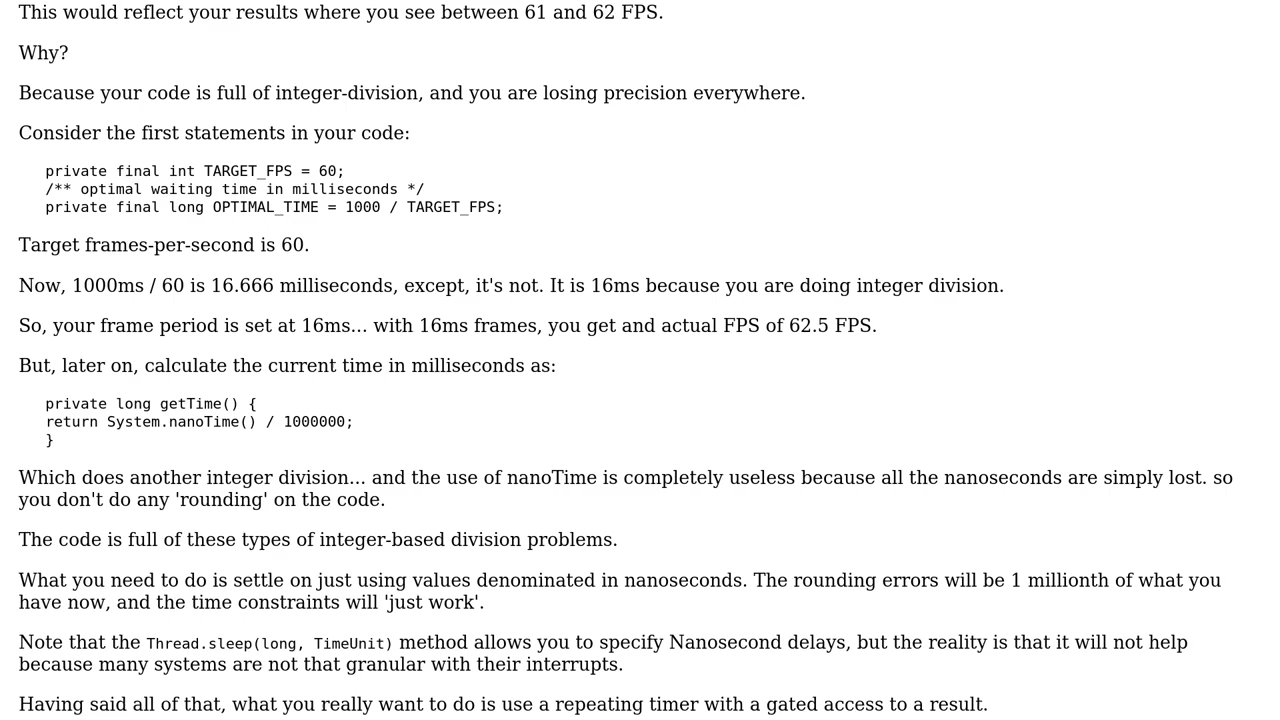 This would reflect your results where you see between 61 and 62 FPS.
Why?
Because your code is full of integer-division, and you are losing precision everywhere.
Consider the first statements in your code:
private final int TARGET_FPS = 60;
/** optimal waiting time in milliseconds */
private final long OPTIMAL_TIME = 1000 / TARGET_FPS;
Target frames-per-second is 60.
Now, 1000ms / 60 is 16.666 milliseconds, except, it's not. It is 16ms because you are doing integer division.
So, your frame period is set at 16ms... with 16ms frames, you get and actual FPS of 62.5 FPS.
But, later on, calculate the current time in milliseconds as:
private long getTime() {
return System.nanoTime() / 1000000;
}
Which does another integer division... and the use of nanoTime is completely useless because all the nanoseconds are simply lost. so
you don't do any 'rounding' on the code.
The code is full of these types of integer-based division problems.
What you need to do is settle on just using values denominated in nanoseconds. The rounding errors will be 1 millionth of what you
have now, and the time constraints will 'just work'.
Note that the Thread.sleep(long, TimeUnit) method allows you to specify Nanosecond delays, but the reality is that it will not help
because many systems are not that granular with their interrupts.
Having said all of that, what you really want to do is use a repeating timer with a gated access to a result.